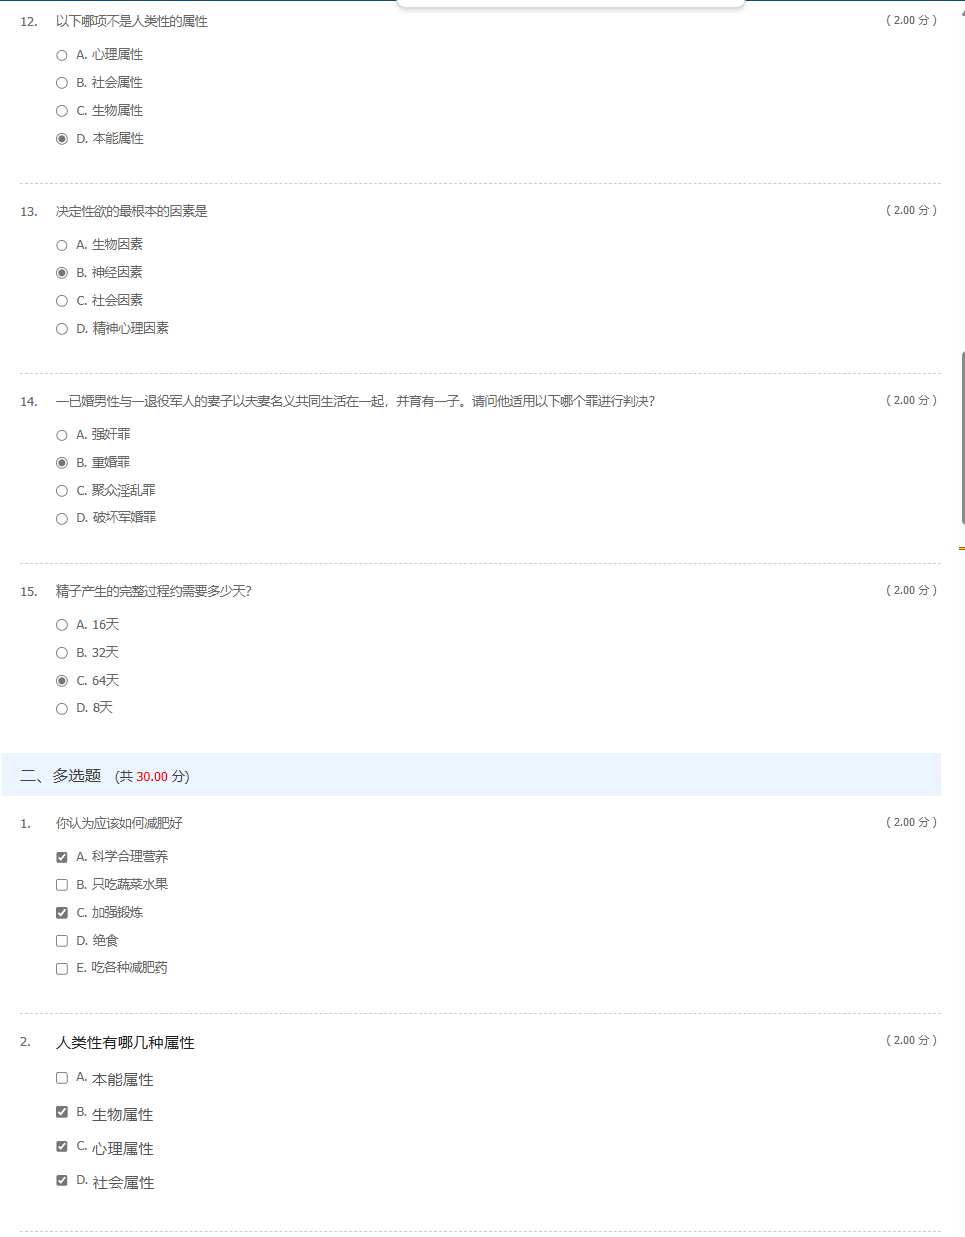 12. 以下哪项不是人类性的属性 ( 2.00 分 )
A. 心理属性
B. 社会属性
C. 生物属性
D. 本能属性
13. 决定性欲的最根本的因素是 ( 2.00 分 )
A. 生物因素
B. 神经因素
C. 社会因素
D. 精神心理因素
14. 一已婚男性与一退役军人的妻子以夫妻名义共同生活在一起，并育有一子。请问他适用以下哪个罪进行判决？ ( 2.00 分 )
A. 强奸罪
B. 重婚罪
C. 聚众淫乱罪
D. 破坏军婚罪
15. 精子产生的完整过程约需要多少天？ ( 2.00 分 )
A. 16天
B. 32天
C. 64天
D. 8天
二、多选题 (共 30.00 分)
1. 你认为应该如何减肥好 ( 2.00 分 )
A. 科学合理营养
B. 只吃蔬菜水果
C. 加强锻炼
D. 绝食
E. 吃各种减肥药
2. 人类性有哪几种属性 ( 2.00 分 )
A. 本能属性
B. 生物属性
C. 心理属性
D. 社会属性